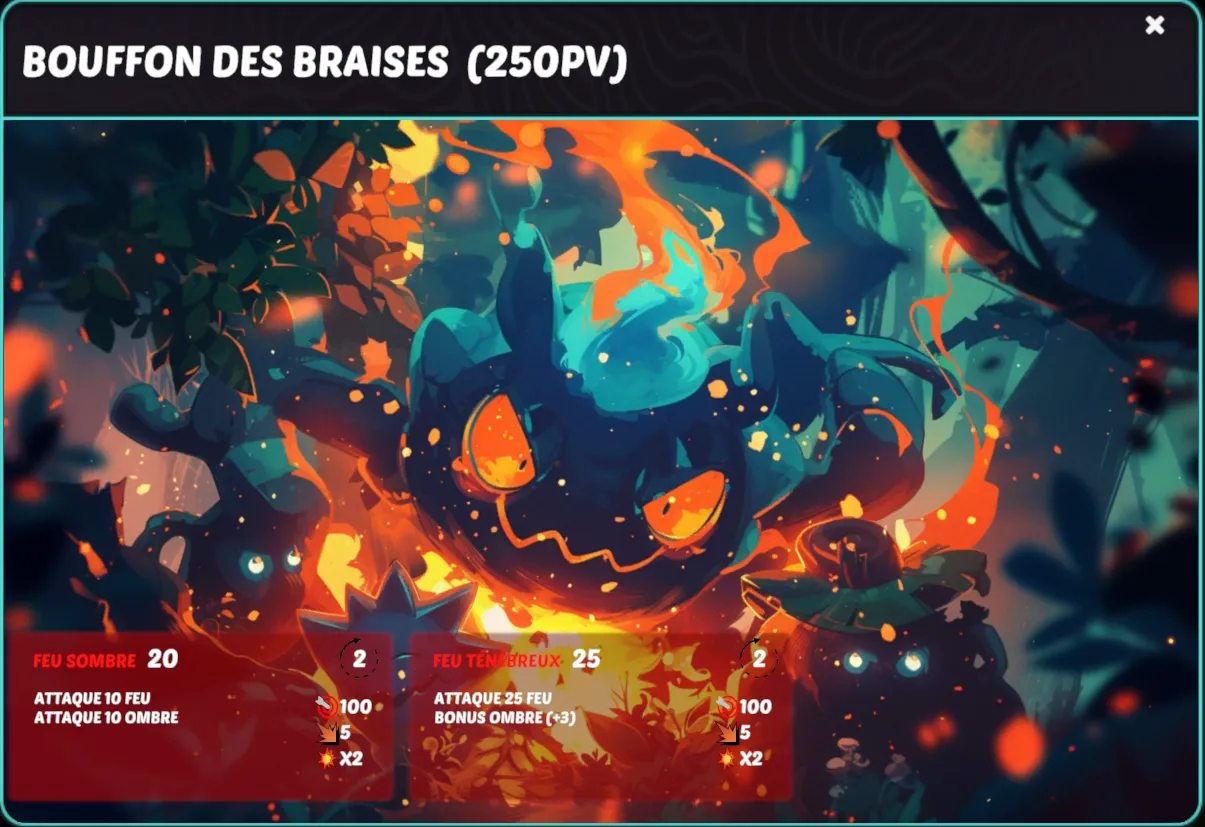 BOUFFON DES BRAISES (250PV)
FEU SOMBRE 20 2
ATTAQUE 10 FEU
ATTAQUE 10 OMBRE
100
5
X2
FEU TÉNÉBREUX 25 2
ATTAQUE 25 FEU
BONUS OMBRE (+3)
100
5
X2